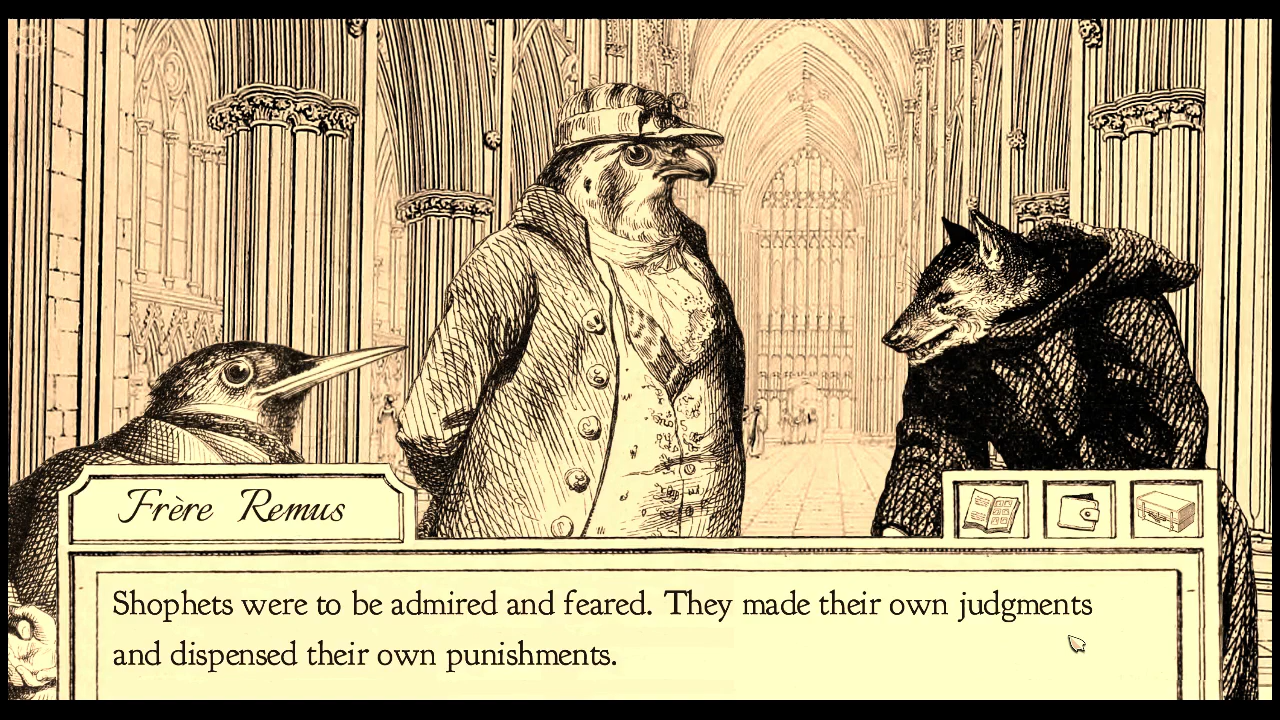 Frère Remus
Shophets were to be admired and feared. They made their own judgments
and dispensed their own punishments.